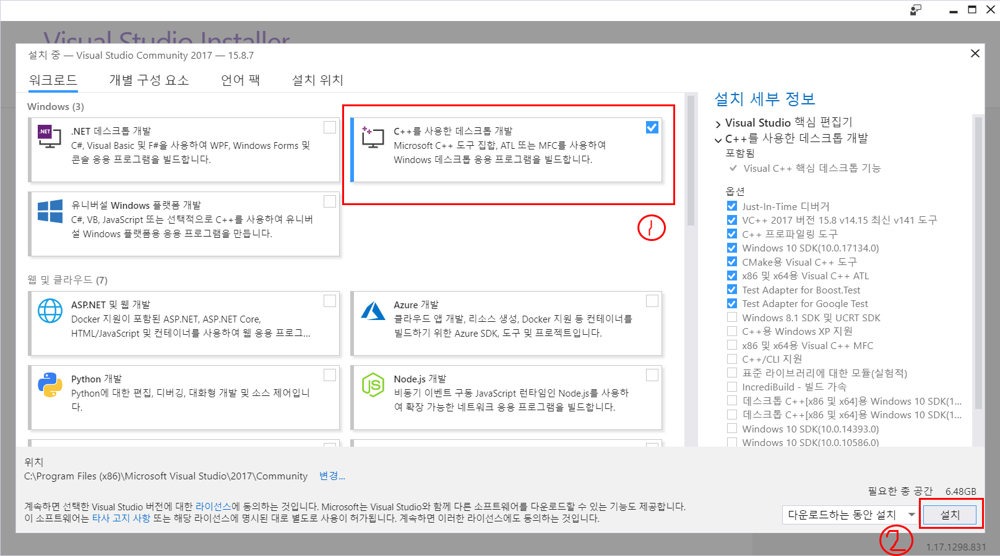 Visual Studio Installer
설치 중 — Visual Studio Community 2017 — 15.8.7
워크로드 개별 구성 요소 언어 팩 설치 위치
Windows (3)
.NET
.NET 데스크톱 개발
C#, Visual Basic 및 F#을 사용하여 WPF, Windows Forms 및
콘솔 응용 프로그램을 빌드합니다.
C++를 사용한 데스크톱 개발
Microsoft C++ 도구 집합, ATL 또는 MFC를 사용하여
Windows 데스크톱 응용 프로그램을 빌드합니다.
유니버설 Windows 플랫폼 개발
C#, VB, JavaScript 또는 선택적으로 C++를 사용하여 유니버
설 Windows 플랫폼용 응용 프로그램을 만듭니다.
1
웹 및 클라우드 (7)
ASP.NET 및 웹 개발
Docker 지원이 포함된 ASP.NET, ASP.NET Core,
HTML/JavaScript 및 컨테이너를 사용하여 웹 응용 프로그...
Azure 개발
클라우드 앱 개발, 리소스 생성, Docker 지원 등 컨테이너를
빌드하기 위한 Azure SDK, 도구 및 프로젝트입니다.
Python 개발
Python에 대한 편집, 디버깅, 대화형 개발 및 소스 제어입니
다.
JS
Node.js 개발
비동기 이벤트 구동 JavaScript 런타임인 Node.js를 사용하
여 확장 가능한 네트워크 응용 프로그램을 빌드합니다.
설치 세부 정보
Visual Studio 핵심 편집기
C++를 사용한 데스크톱 개발
포함됨
Visual C++ 핵심 데스크톱 기능
옵션
Just-In-Time 디버거
VC++ 2017 버전 15.8 v14.15 최신 v141 도구
C++ 프로파일링 도구
Windows 10 SDK(10.0.17134.0)
CMake용 Visual C++ 도구
x86 및 x64용 Visual C++ ATL
Test Adapter for Boost.Test
Test Adapter for Google Test
Windows 8.1 SDK 및 UCRT SDK
C++용 Windows XP 지원
x86 및 x64용 Visual C++ MFC
C++/CLI 지원
표준 라이브러리에 대한 모듈(실험적)
IncrediBuild - 빌드 가속
데스크톱 C++[x86 및 x64]용 Windows 10 SDK(1...
데스크톱 C++[x86 및 x64]용 Windows 10 SDK(1...
Windows 10 SDK(10.0.14393.0)
Windows 10 SDK(10.0.10586.0)
위치
C:\Program Files (x86)\Microsoft Visual Studio\2017\Community 변경...
필요한 총 공간 6.48GB
계속하면 선택한 Visual Studio 버전에 대한 라이선스에 동의하는 것입니다. Microsoft는 Visual Studio와 함께 다른 소프트웨어를 다운로드할 수 있는 기능도 제공합니다.
이 소프트웨어는 타사 고지 사항 또는 해당 라이선스에 명시된 대로 별도로 사용이 허가됩니다. 계속하면 이러한 라이선스에도 동의하는 것입니다.
다운로드하는 동안 설치 설치
2
1.17.1298.831